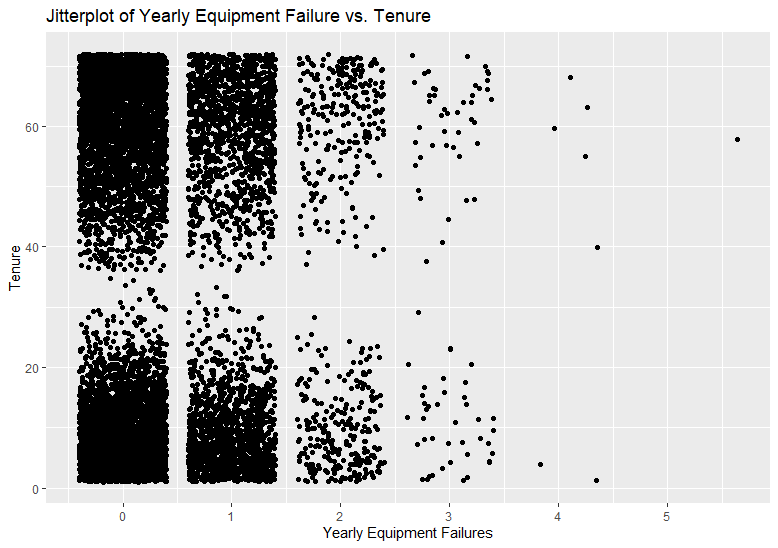 Jitterplot of Yearly Equipment Failure vs. Tenure
60
40
20
0
Tenure
0 1 2 3 4 5
Yearly Equipment Failures